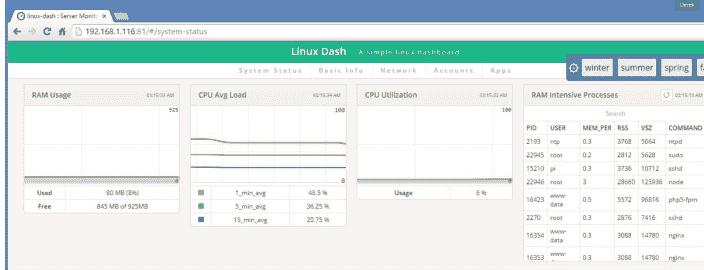 Derek
linux-dash : Server Monito
192.168.1.116:81/#/system-status
Linux Dash A simple linux dashboard
winter summer spring fa
System Status Basic Info Network Accounts Apps
RAM Usage
925
0
Used 80 MB (8%)
Free 845 MB of 925MB
CPU Avg Load
100
0
1_min_avg 48.5 %
5_min_avg 36.25 %
15_min_avg 20.75 %
CPU Utilization
100
0
Usage 6 %
RAM Intensive Processes
Search
PID USER MEM_PER RSS VSZ COMMAND
2193 ntp 0.3 3768 5664 ntpd
22945 root 0.2 2812 5628 sudo
15210 pi 0.3 3736 10712 sshd
22946 root 3 28660 125936 node
16423 www-data 0.5 5572 96816 php5-fpm
2270 root 0.3 2876 7416 sshd
16354 www-data 0.3 3088 14780 nginx
16353 www- 0.3 3088 14780 nginx